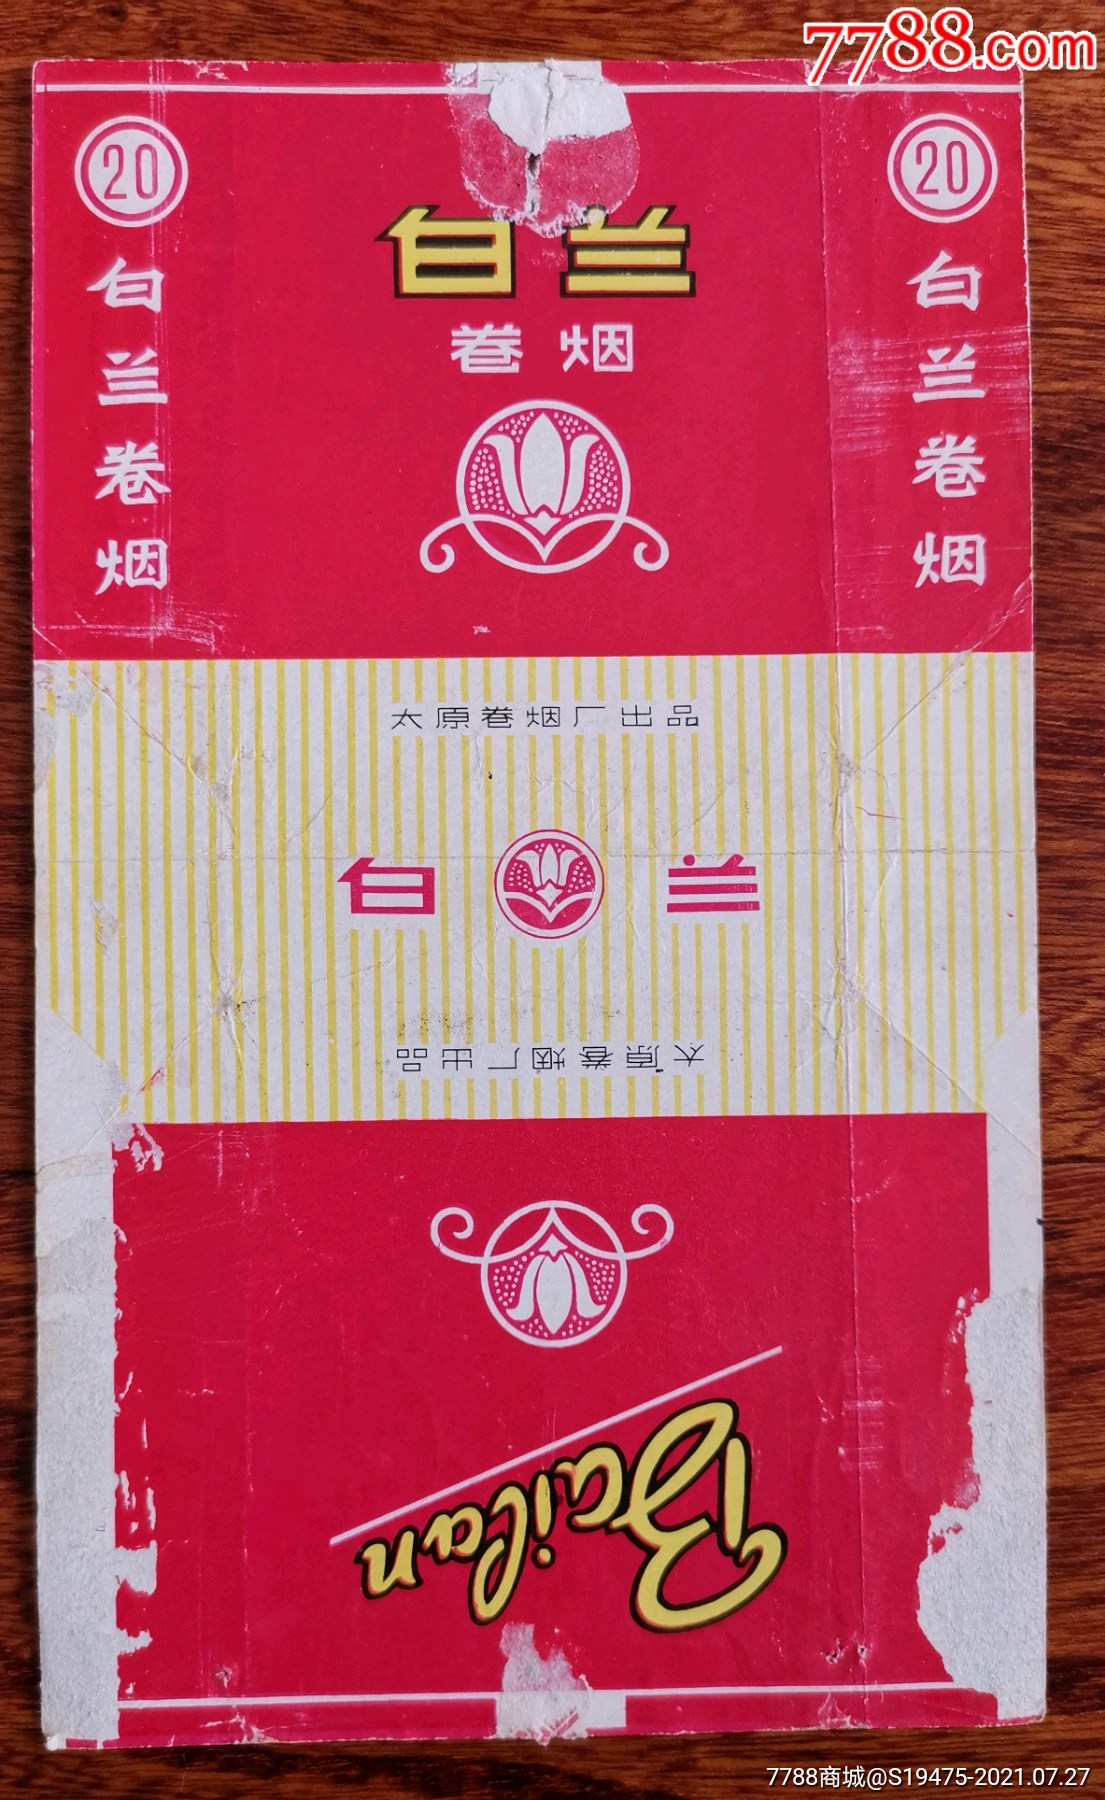 7788.com
20
20
白兰
卷烟
白兰卷烟
白兰卷烟
太原卷烟厂出品
白 兰
太原卷烟厂出品
Bailan
7788商城@S19475-2021.07.27